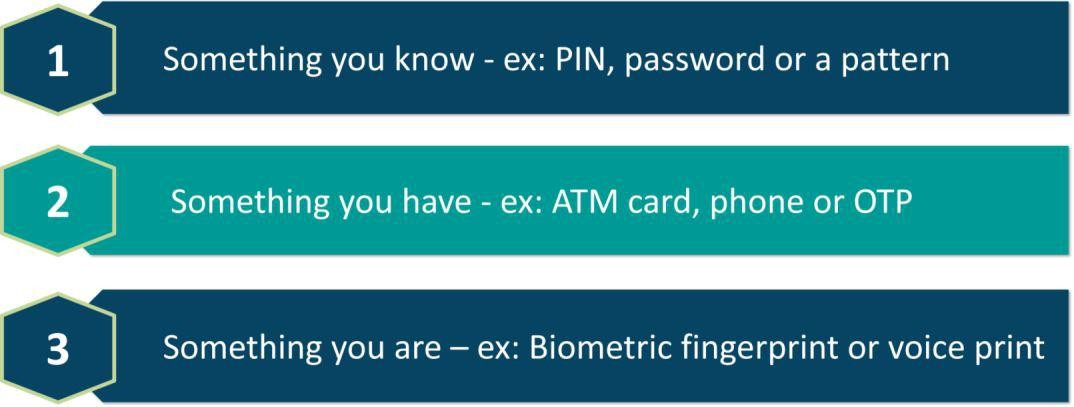 1 Something you know - ex: PIN, password or a pattern
2 Something you have - ex: ATM card, phone or OTP
3 Something you are – ex: Biometric fingerprint or voice print